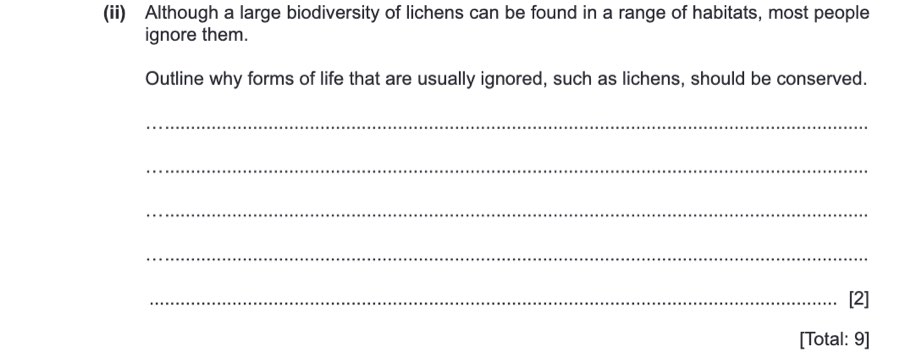 (ii) Although a large biodiversity of lichens can be found in a range of habitats, most people
ignore them.
Outline why forms of life that are usually ignored, such as lichens, should be conserved.
[2]
[Total: 9]